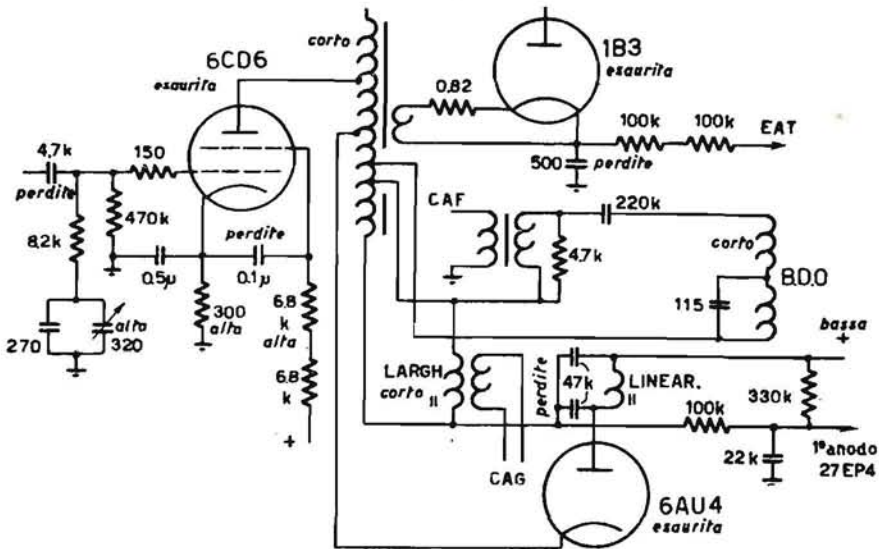 corto
6CD6
esaurita
1B3
esaurita
0.82
100k
100k
EAT
500
perdite
4,7k
perdite
150
470k
8,2k
0.5µ
perdite
0.1µ
270
alta
320
300
alta
6.8
k
alta
6.8
k
+
CAF
220k
4.7k
corto
B.D.O
115
bassa
+
LARGH
corto
perdite
47k
LINEAR.
330k
100k
CAG
22k
1º anodo
27EP4
6AU4
esaurita